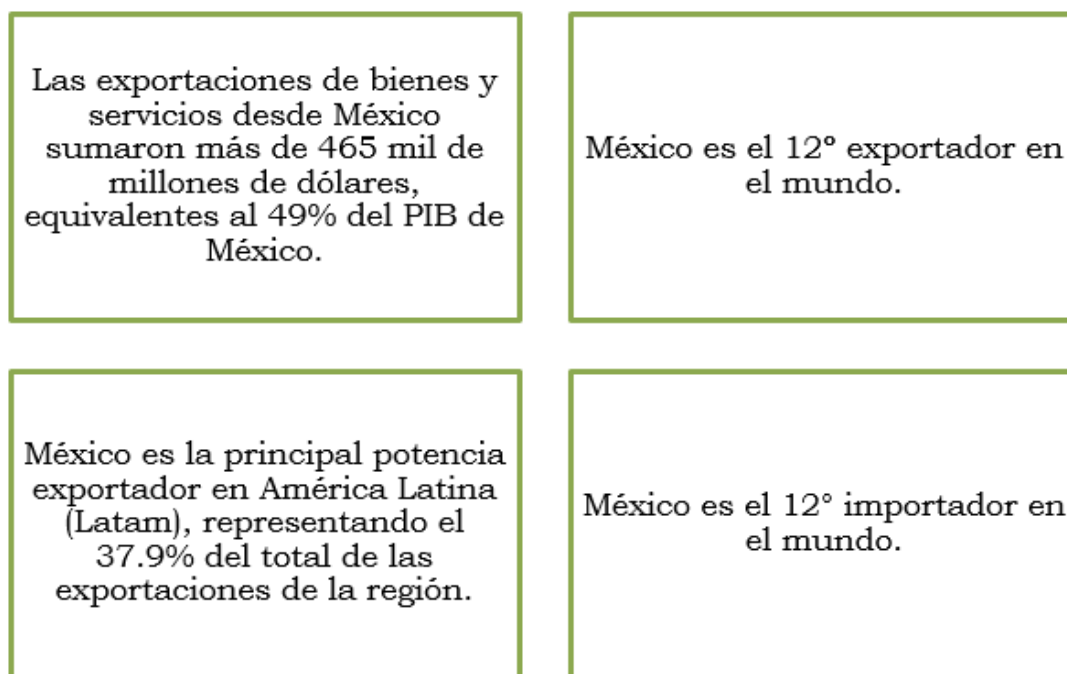 Las exportaciones de bienes y
servicios desde México
sumaron más de 465 mil de
millones de dólares,
equivalentes al 49% del PIB de
México.
México es el 12° exportador en
el mundo.
México es la principal potencia
exportador en América Latina
(Latam), representando el
37.9% del total de las
exportaciones de la región.
México es el 12° importador en
el mundo.